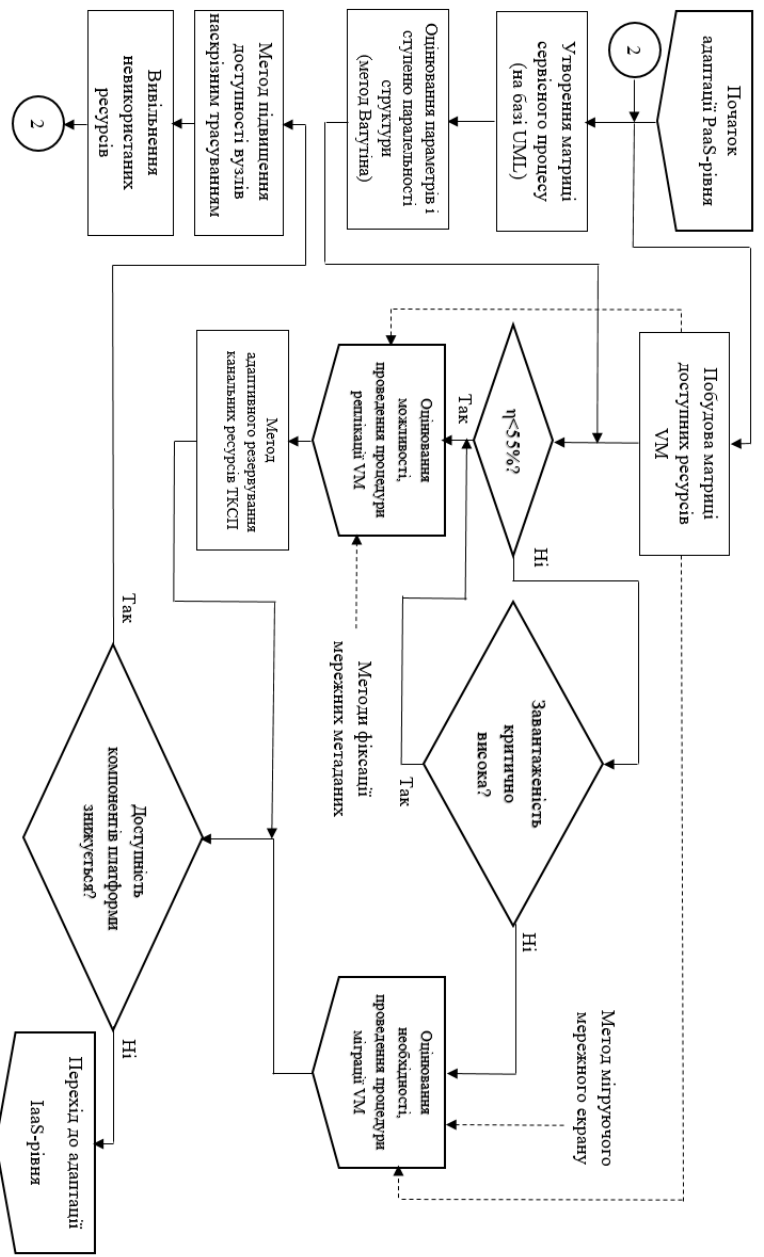 Початок
адаптації PaaS-рівня
2
Утворення матриці
сервісного процесу
(на базі UML)
Оцінювання параметрів і
ступеню паралельності
структури
(метод Ватутіна)
Метод підвищення
доступності вузлів
наскрізним трасуванням
Вивільнення
невикористаних
ресурсів
2
Побудова матриці
доступних ресурсів
VM
η<55%?
Так
Ні
Оцінювання
можливості,
проведення процедури
реплікації VM
Метод
адаптивного резервування
канальних ресурсів ТКСП
Завантаженість
критично
висока?
Так
Ні
Методи фіксації
мережних метаданих
Доступність
компонентів платформи
знижується?
Так
Ні
Метод мігруючого
мережного екрану
Оцінювання
необхідності,
проведення процедури
міграції VM
Перехід до адаптації
IaaS-рівня